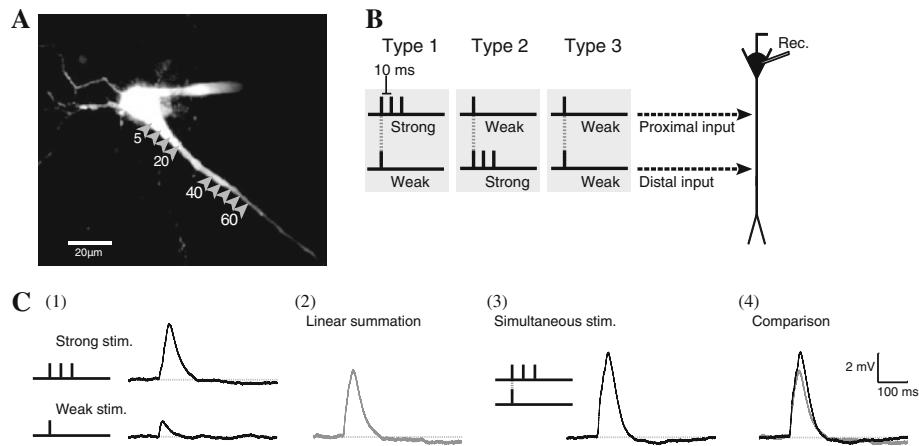 A
5
20
40
60
20μm
B
Type 1
Type 2
Type 3
10 ms
Strong
Weak
Weak
Weak
Strong
Weak
Proximal input
Distal input
Rec.
C
(1)
Strong stim.
Weak stim.
(2)
Linear summation
(3)
Simultaneous stim.
(4)
Comparison
2 mV
100 ms